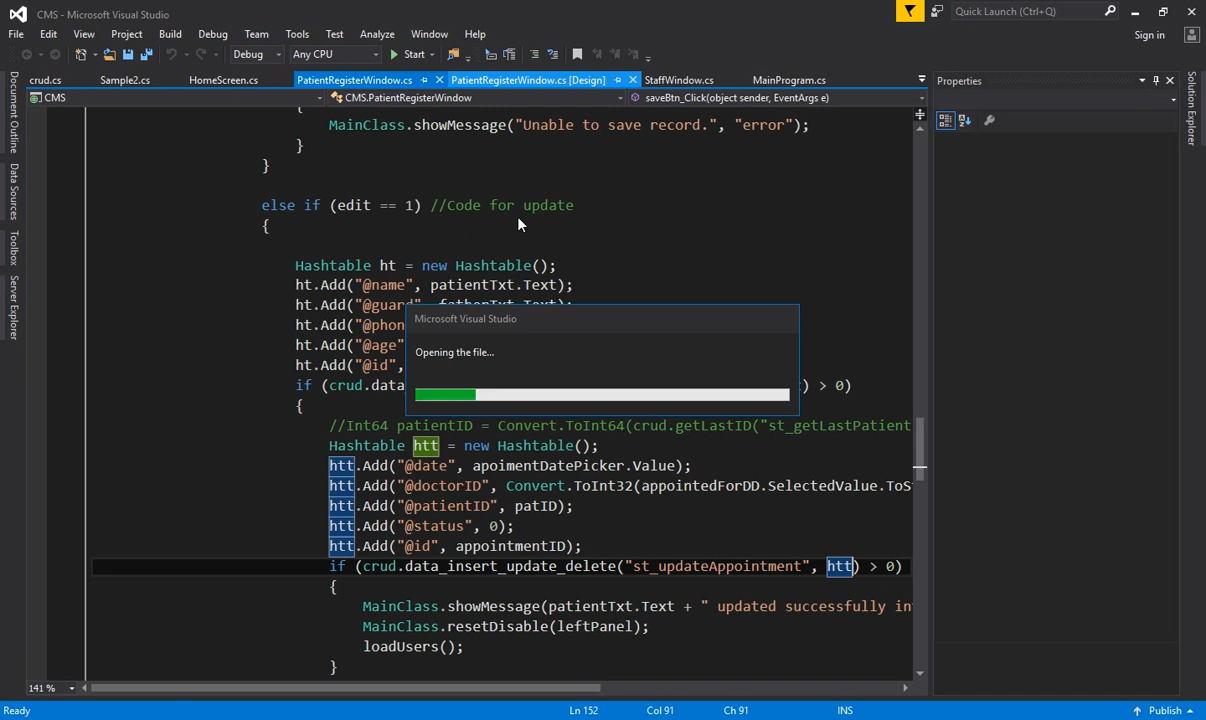 CMS - Microsoft Visual Studio
Quick Launch (Ctrl+Q)
File Edit View Project Build Debug Team Tools Test Analyze Window Help
Sign in
Debug Any CPU Start
crud.cs Sample2.cs HomeScreen.cs PatientRegisterWindow.cs PatientRegisterWindow.cs [Design] StaffWindow.cs MainProgram.cs
Properties
CMS CMS.PatientRegisterWindow saveBtn_Click(object sender, EventArgs e)
Document Outline
Data Sources
Toolbox
Server Explorer
Solution Explorer
{
MainClass.showMessage("Unable to save record.", "error");
}
}
else if (edit == 1) //Code for update
{
Hashtable ht = new Hashtable();
ht.Add("@name", patientTxt.Text);
ht.Add("@guard", fatherTxt.Text);
ht.Add("@phon
ht.Add("@age"
ht.Add("@id",
if (crud.data ) > 0)
{
Microsoft Visual Studio
Opening the file...
//Int64 patientID = Convert.ToInt64(crud.getLastID("st_getLastPatient
Hashtable htt = new Hashtable();
htt.Add("@date", apoimentDatePicker.Value);
htt.Add("@doctorID", Convert.ToInt32(appointedForDD.SelectedValue.ToS
htt.Add("@patientID", patID);
htt.Add("@status", 0);
htt.Add("@id", appointmentID);
if (crud.data_insert_update_delete("st_updateAppointment", htt) > 0)
{
MainClass.showMessage(patientTxt.Text + " updated successfully in
MainClass.resetDisable(leftPanel);
loadUsers();
}
141 %
Ready Ln 152 Col 91 Ch 91 INS Publish